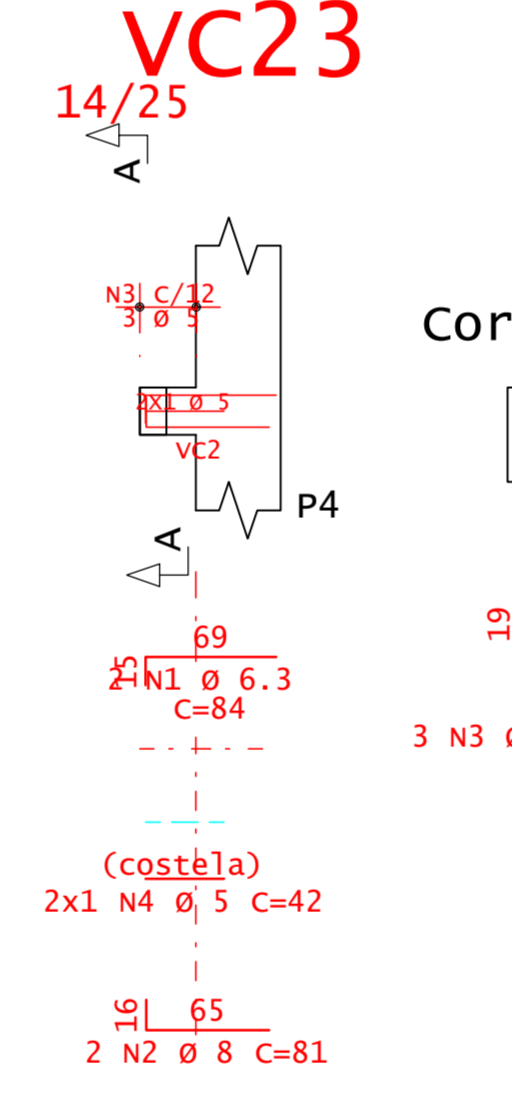 VC23
14/25
A
N3 C/12
3 Ø 5
Cor
2x1 Ø 5
VC2
P4
A
19
69
15
2 N1 Ø 6.3
C=84
3 N3 Ø
(costela)
2x1 N4 Ø 5 C=42
16
65
2 N2 Ø 8 C=81